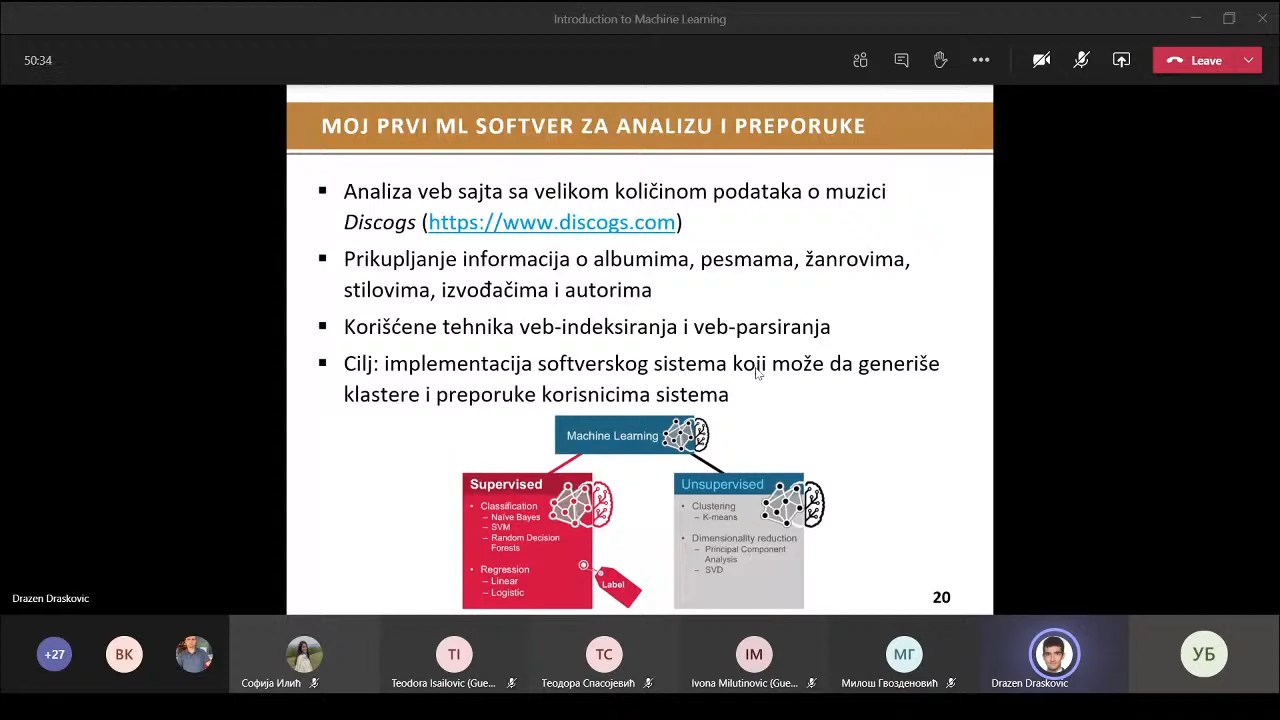 Introduction to Machine Learning
50:34
Leave
MOJ PRVI ML SOFTVER ZA ANALIZU I PREPORUKE
Analiza veb sajta sa velikom količinom podataka o muzici
Discogs (https://www.discogs.com)
Prikupljanje informacija o albumima, pesmama, žanrovima,
stilovima, izvođačima i autorima
Korišćene tehnika veb-indeksiranja i veb-parsiranja
Cilj: implementacija softverskog sistema koji može da generiše
klastere i preporuke korisnicima sistema
Machine Learning
Supervised
• Classification
– Naïve Bayes
– SVM
– Random Decision
Forests
• Regression
– Linear
– Logistic
Label
Unsupervised
• Clustering
– K-means
• Dimensionality reduction
– Principal Component
Analysis
– SVD
20
Drazen Draskovic
+27
BK
TI
TC
IM
МГ
УБ
Софија Илић
Teodora Isailovic (Gue...
Теодора Спасојевић
Ivona Milutinovic (Gue...
Милош Гвозденовић
Drazen Draskovic